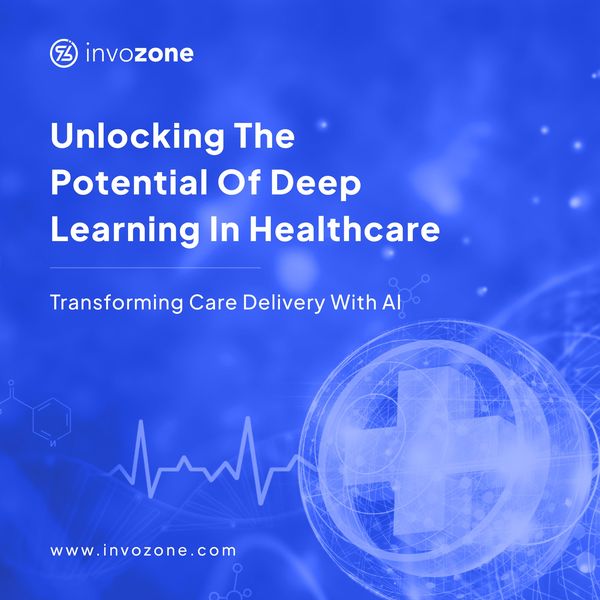 invozone
Unlocking The
Potential Of Deep
Learning In Healthcare
Transforming Care Delivery With AI
N
www.invozone.com